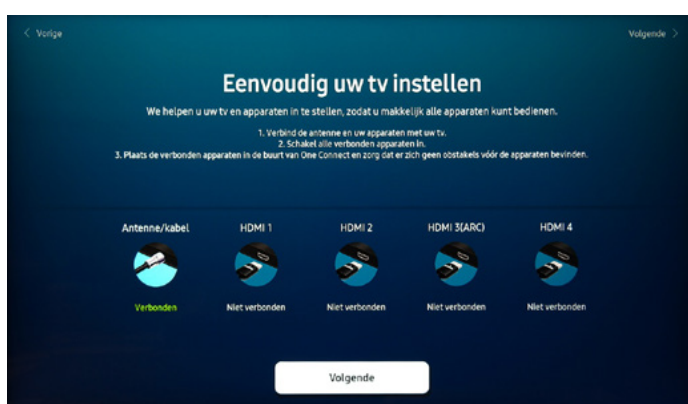 < Vorige
Volgende >
Eenvoudig uw tv instellen
We helpen u uw tv en apparaten in te stellen, zodat u makkelijk alle apparaten kunt bedienen.
1. Verbind de antenne en uw apparaten met uw tv.
2. Schakel alle verbonden apparaten in.
3. Plaats de verbonden apparaten in de buurt van One Connect en zorg dat er zich geen obstakels vóór de apparaten bevinden.
Antenne/kabel HDMI 1 HDMI 2 HDMI 3(ARC) HDMI 4
Verbonden Niet verbonden Niet verbonden Niet verbonden Niet verbonden
Volgende